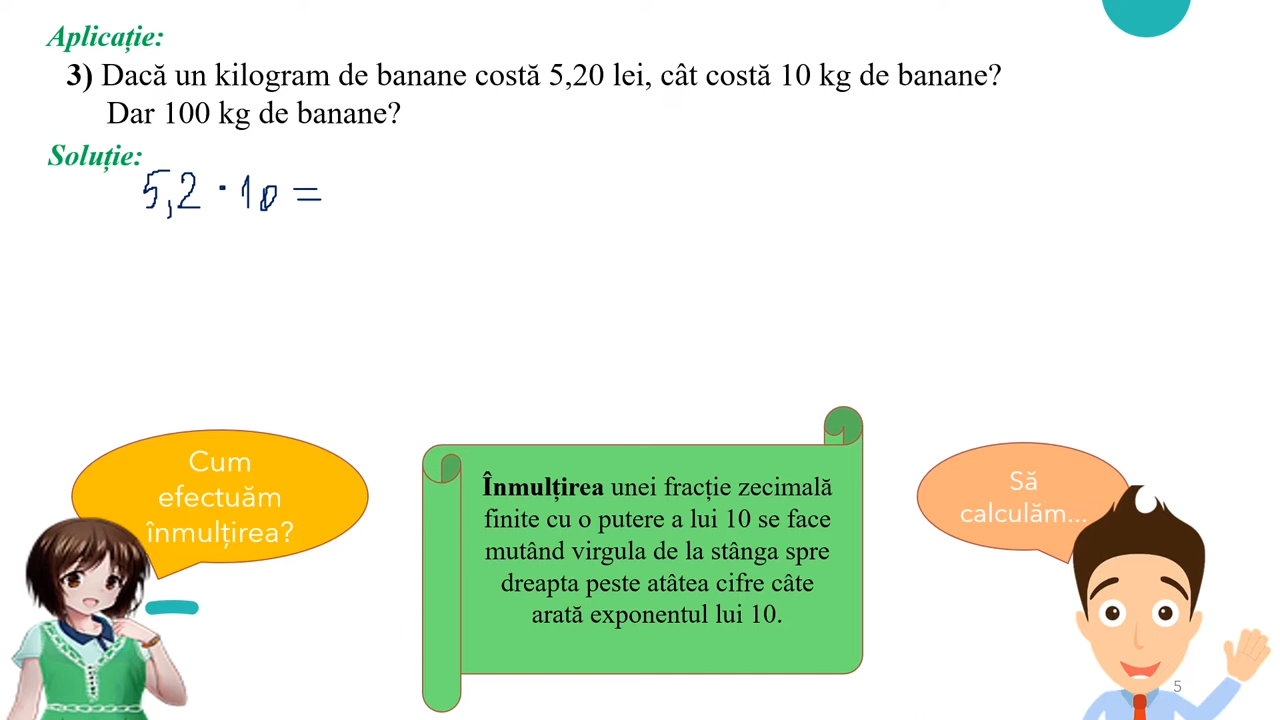 Aplicație:
3) Dacă un kilogram de banane costă 5,20 lei, cât costă 10 kg de banane?
Dar 100 kg de banane?
Soluție:
5,2 · 10 =
Cum
efectuăm
înmulțirea?
Înmulțirea unei fracție zecimală
finite cu o putere a lui 10 se face
mutând virgula de la stânga spre
dreapta peste atâtea cifre câte
arată exponentul lui 10.
Să
calculăm...
5